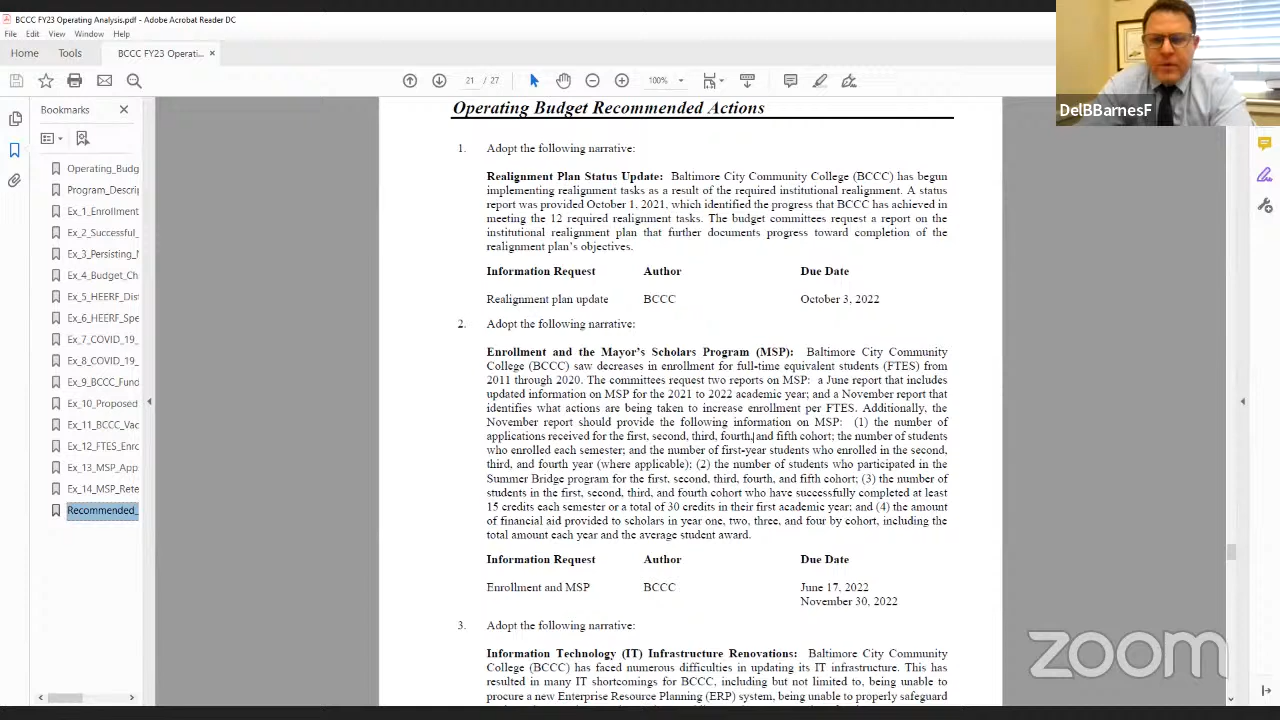 BCCC FY23 Operating Analysis.pdf - Adobe Acrobat Reader DC
File Edit View Window Help
Home Tools BCCC FY23 Operati... ×
21 / 27 100%
Bookmarks
Operating_Budg
Program_Descrip
Ex_1_Enrollment
Ex_2_Successful_
Ex_3_Persisting_N
Ex_4_Budget_Ch
Ex_5_HEERF_Dist
Ex_6_HEERF_Spe
Ex_7_COVID_19_
Ex_8_COVID_19_
Ex_9_BCCC_Fund
Ex_10_Proposed
Ex_11_BCCC_Vac
Ex_12_FTES_Enro
Ex_13_MSP_App
Ex_14_MSP_Rete
Recommended_
Operating Budget Recommended Actions
1. Adopt the following narrative:
Realignment Plan Status Update: Baltimore City Community College (BCCC) has begun
implementing realignment tasks as a result of the required institutional realignment. A status
report was provided October 1, 2021, which identified the progress that BCCC has achieved in
meeting the 12 required realignment tasks. The budget committees request a report on the
institutional realignment plan that further documents progress toward completion of the
realignment plan's objectives.
Information Request Author Due Date
Realignment plan update BCCC October 3, 2022
2. Adopt the following narrative:
Enrollment and the Mayor's Scholars Program (MSP): Baltimore City Community
College (BCCC) saw decreases in enrollment for full-time equivalent students (FTES) from
2011 through 2020. The committees request two reports on MSP: a June report that includes
updated information on MSP for the 2021 to 2022 academic year; and a November report that
identifies what actions are being taken to increase enrollment per FTES. Additionally, the
November report should provide the following information on MSP: (1) the number of
applications received for the first, second, third, fourth, and fifth cohort; the number of students
who enrolled each semester; and the number of first-year students who enrolled in the second,
third, and fourth year (where applicable); (2) the number of students who participated in the
Summer Bridge program for the first, second, third, fourth, and fifth cohort; (3) the number of
students in the first, second, third, and fourth cohort who have successfully completed at least
15 credits each semester or a total of 30 credits in their first academic year; and (4) the amount
of financial aid provided to scholars in year one, two, three, and four by cohort, including the
total amount each year and the average student award.
Information Request Author Due Date
Enrollment and MSP BCCC June 17, 2022
November 30, 2022
3. Adopt the following narrative:
Information Technology (IT) Infrastructure Renovations: Baltimore City Community
College (BCCC) has faced numerous difficulties in updating its IT infrastructure. This has
resulted in many IT shortcomings for BCCC, including but not limited to, being unable to
procure a new Enterprise Resource Planning (ERP) system, being unable to properly safeguard
DelBBarnesF
zoom